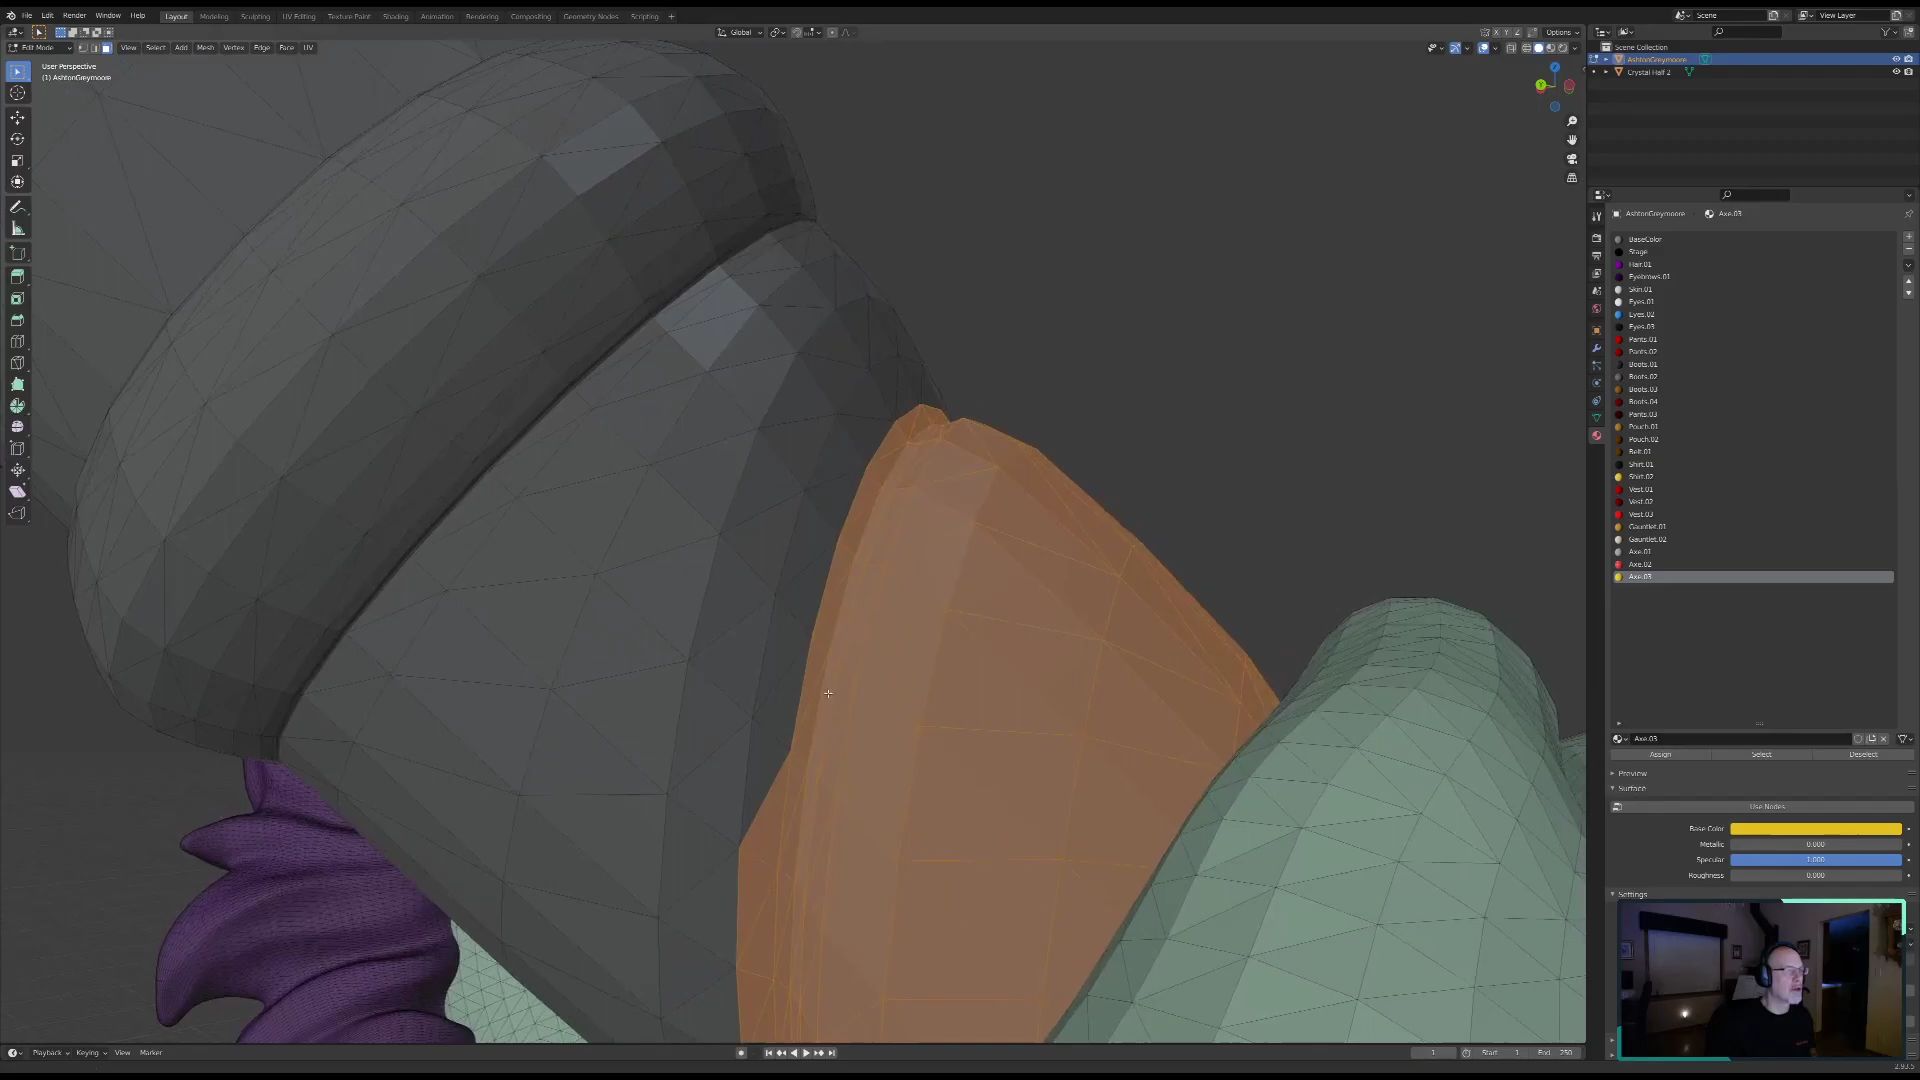 File Edit Render Window Help Layout Modeling Sculpting UV Editing Texture Paint Shading Animation Rendering Compositing Geometry Nodes Scripting + Scene View Layer
Global Options
Edit Mode View Select Add Mesh Vertex Edge Face UV
User Perspective
(1) AshtonGreymoore
Scene Collection
AshtonGreymoore
Crystal Half 2
AshtonGreymoore Axe.03
BaseColor
Stage
Hair.01
Eyebrows.01
Skin.01
Eyes.01
Eyes.02
Eyes.03
Pants.01
Pants.02
Boots.01
Boots.02
Boots.03
Boots.04
Pants.03
Pouch.01
Pouch.02
Belt.01
Shirt.01
Shirt.02
Vest.01
Vest.02
Vest.03
Gauntlet.01
Gauntlet.02
Axe.01
Axe.02
Axe.03
Axe.03
Assign Select Deselect
Preview
Surface
Use Nodes
Base Color
Metallic 0.000
Specular 1.000
Roughness 0.000
Settings
Playback Keying View Marker 1 Start 1 End 250
2.93.5